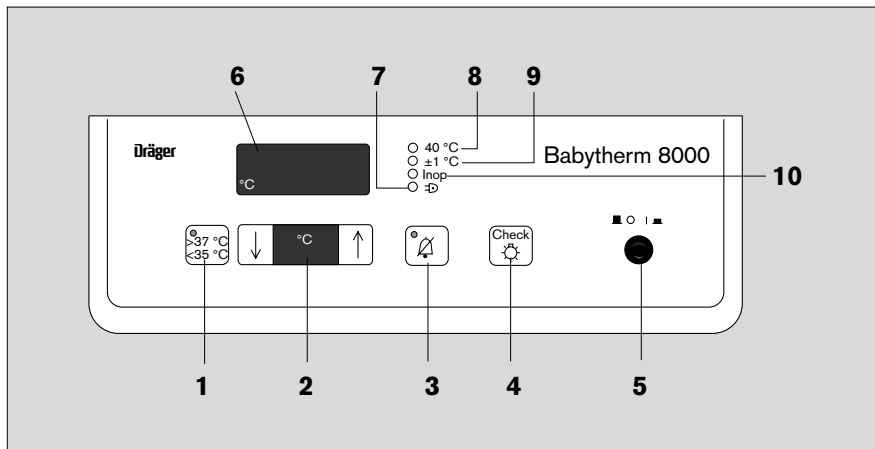 6
7
8
9
Dräger
°C
40 °C
±1 °C
Inop
Babytherm 8000
10
>37 °C
<35 °C
°C
Check
O I
1
2
3
4
5